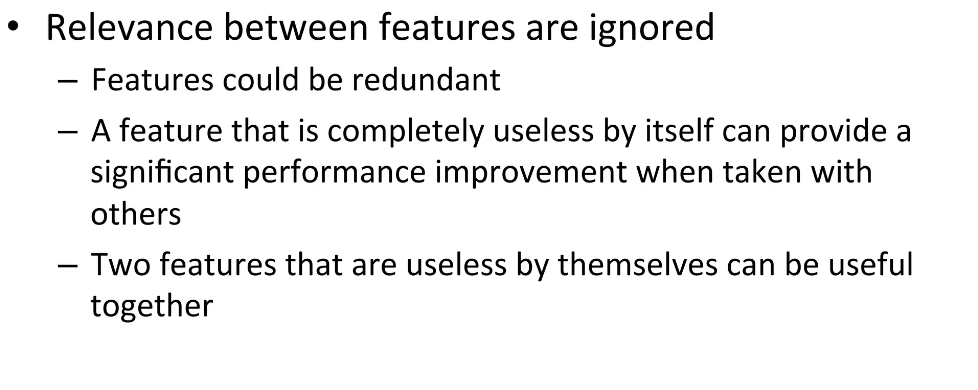 • Relevance between features are ignored
– Features could be redundant
– A feature that is completely useless by itself can provide a
significant performance improvement when taken with
others
– Two features that are useless by themselves can be useful
together